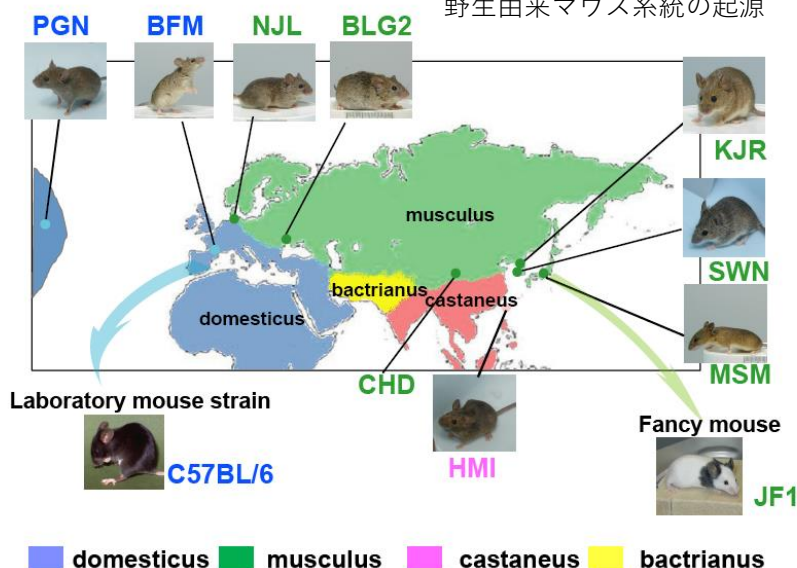 野生由来マウス系統の起源
PGN
BFM
NJL
BLG2
KJR
musculus
SWN
bactrianus
castaneus
domesticus
MSM
CHD
Laboratory mouse strain
Fancy mouse
C57BL/6
HMI
JF1
domesticus musculus castaneus bactrianus